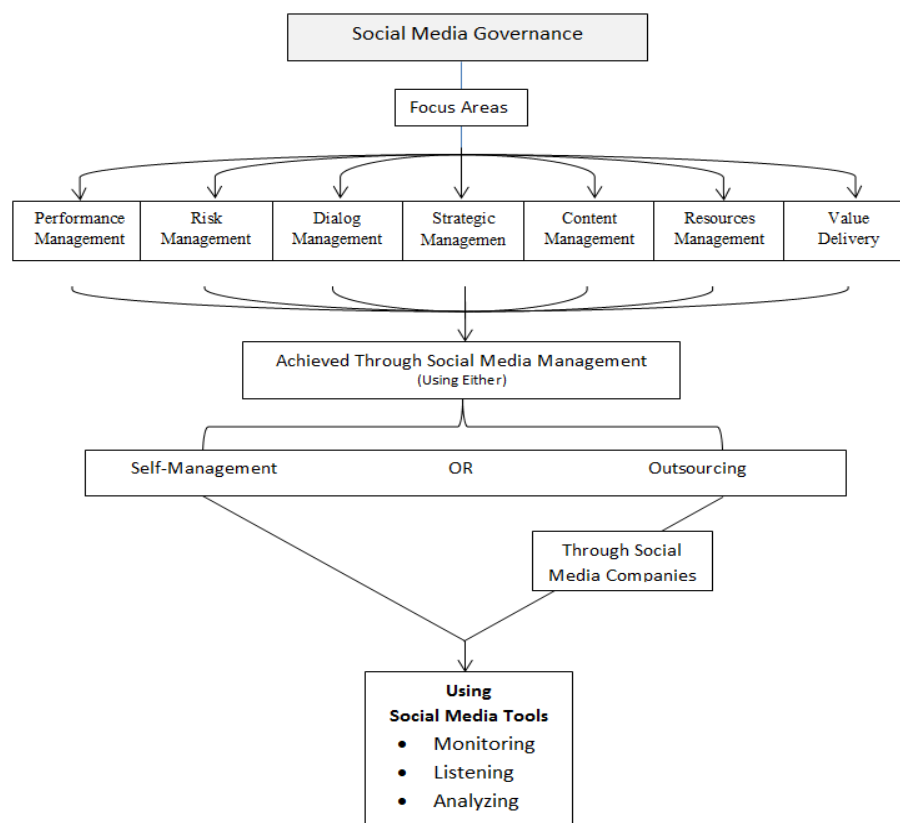 Social Media Governance
Focus Areas
Performance
Management
Risk
Management
Dialog
Management
Strategic
Managemen
Content
Management
Resources
Management
Value
Delivery
Achieved Through Social Media Management
(Using Either)
Self-Management OR Outsourcing
Through Social
Media Companies
Using
Social Media Tools
• Monitoring
• Listening
• Analyzing